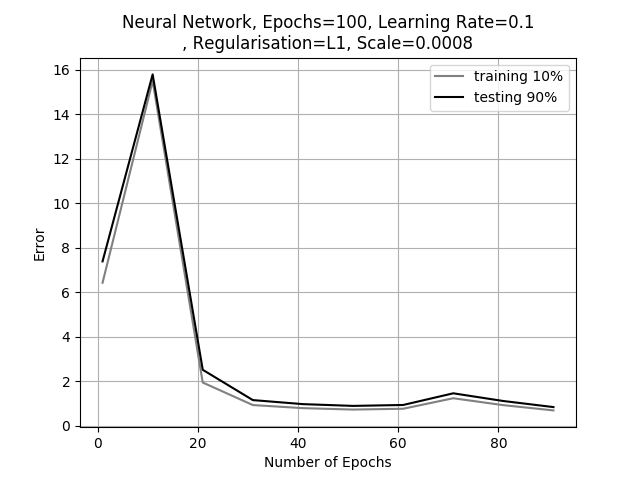 Neural Network, Epochs=100, Learning Rate=0.1
, Regularisation=L1, Scale=0.0008
training 10%
testing 90%
16
14
12
10
8
6
4
2
0
Error
0 20 40 60 80
Number of Epochs